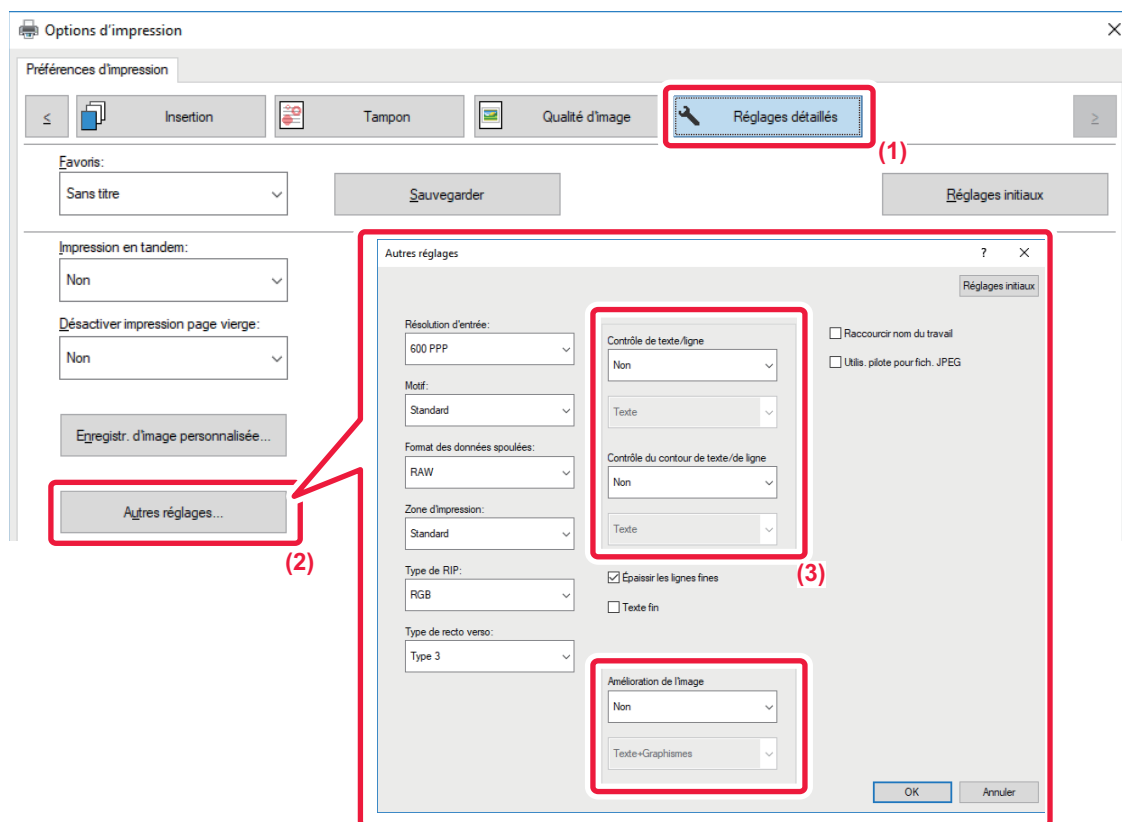 Options d'impression
Préférences d'impression
< Insertion Tampon Qualité d'image Réglages détaillés >
(1)
Favoris:
Sans titre Sauvegarder Réglages initiaux
Impression en tandem:
Non
Désactiver impression page vierge:
Non
Enregistr. d'image personnalisée...
Autres réglages...
(2)
Autres réglages ?
Réglages initiaux
Résolution d'entrée:
600 PPP
Motif:
Standard
Format des données spoulées:
RAW
Zone d'impression:
Standard
Type de RIP:
RGB
Type de recto verso:
Type 3
Contrôle de texte/ligne
Non
Texte
Contrôle du contour de texte/de ligne
Non
Texte
(3)
Épaissir les lignes fines
Texte fin
Amélioration de l'image
Non
Texte+Graphismes
Raccourcir nom du travail
Utilis. pilote pour fich. JPEG
OK Annuler